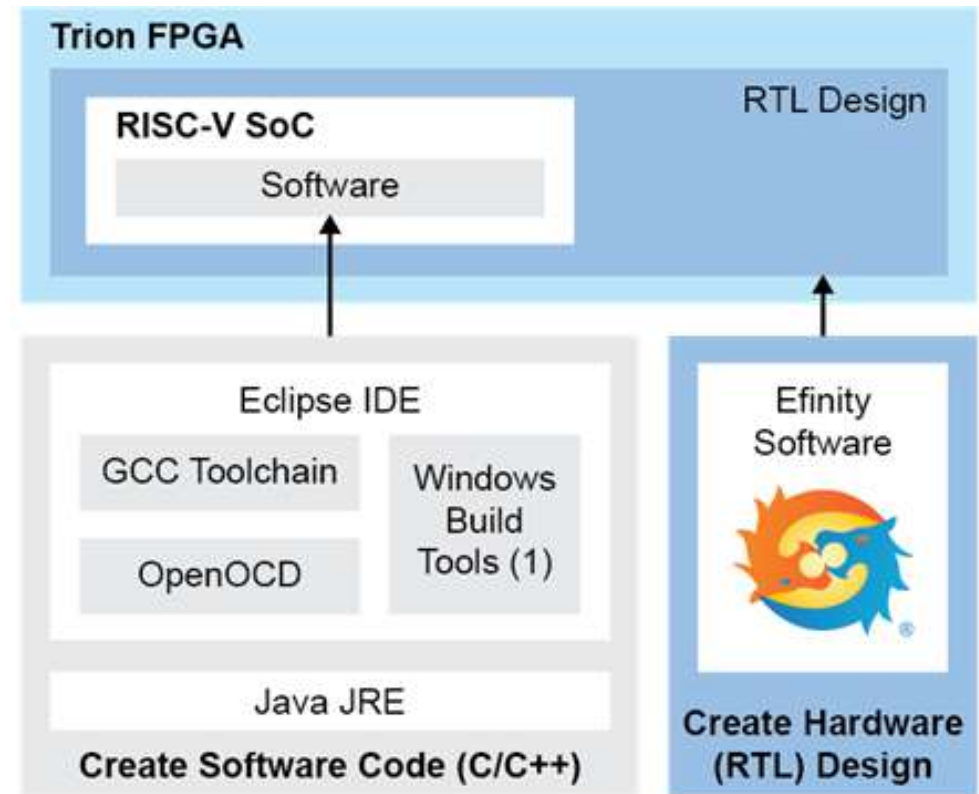 Trion FPGA
RTL Design
RISC-V SoC
Software
Eclipse IDE
GCC Toolchain
OpenOCD
Windows
Build
Tools (1)
Java JRE
Create Software Code (C/C++)
Efinity
Software
®
Create Hardware
(RTL) Design